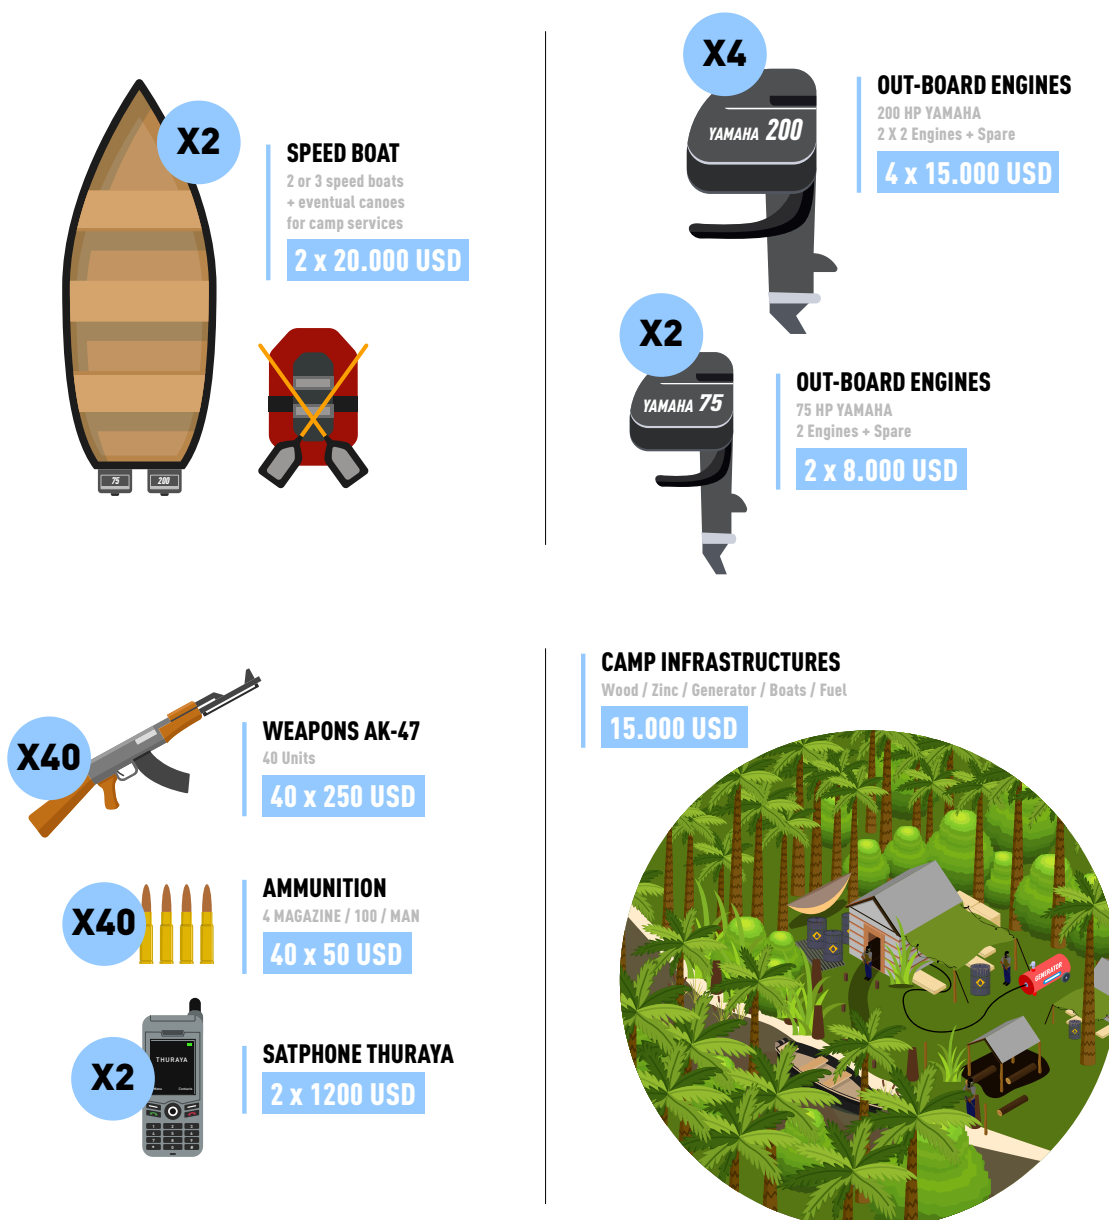 X2
SPEED BOAT
2 or 3 speed boats
+ eventual canoes
for camp services
2 x 20.000 USD
75
200
X4
YAMAHA 200
OUT-BOARD ENGINES
200 HP YAMAHA
2 X 2 Engines + Spare
4 x 15.000 USD
X2
YAMAHA 75
OUT-BOARD ENGINES
75 HP YAMAHA
2 Engines + Spare
2 x 8.000 USD
X40
WEAPONS AK-47
40 Units
40 x 250 USD
X40
AMMUNITION
4 MAGAZINE / 100 / MAN
40 x 50 USD
X2
THURAYA
Contacts
SATPHONE THURAYA
2 x 1200 USD
CAMP INFRASTRUCTURES
Wood / Zinc / Generator / Boats / Fuel
15.000 USD
GENERATOR